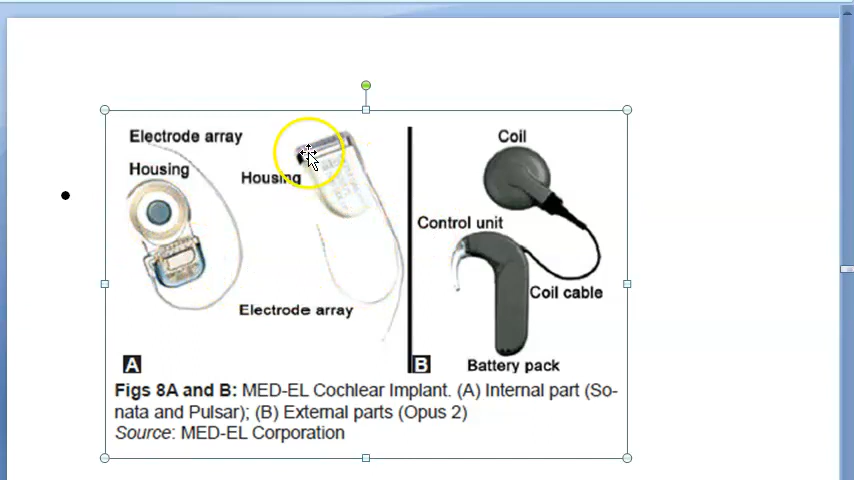 Electrode array
Housing
Housing
Electrode array
A
Coil
Control unit
Coil cable
Battery pack
B
Figs 8A and B: MED-EL Cochlear Implant. (A) Internal part (So-
nata and Pulsar); (B) External parts (Opus 2)
Source: MED-EL Corporation